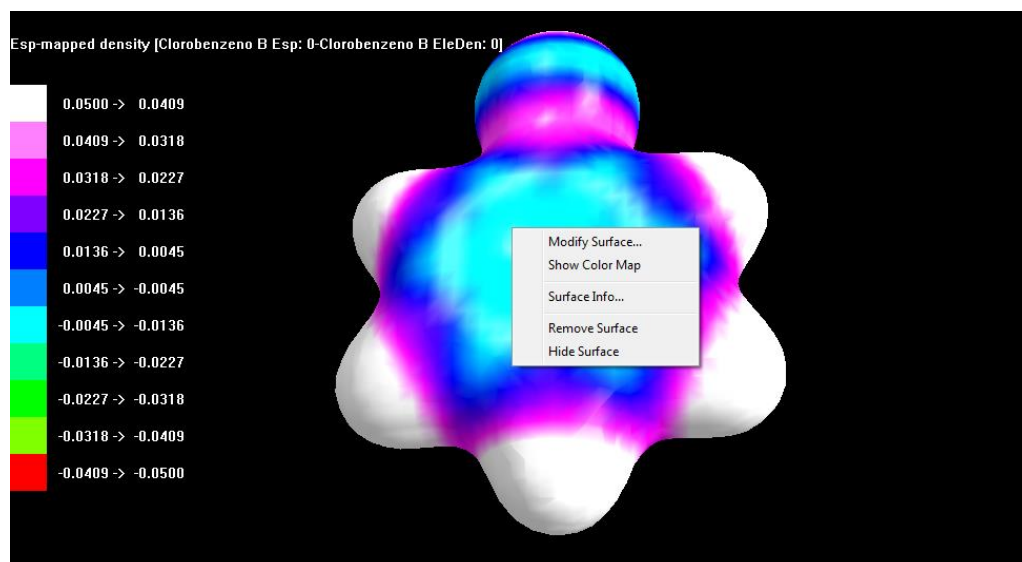 Esp-mapped density [Clorobenzeno B Esp: 0-Clorobenzeno B EleDen: 0]
0.0500 -> 0.0409
0.0409 -> 0.0318
0.0318 -> 0.0227
0.0227 -> 0.0136
0.0136 -> 0.0045
0.0045 -> -0.0045
-0.0045 -> -0.0136
-0.0136 -> -0.0227
-0.0227 -> -0.0318
-0.0318 -> -0.0409
-0.0409 -> -0.0500
Modify Surface...
Show Color Map
Surface Info...
Remove Surface
Hide Surface